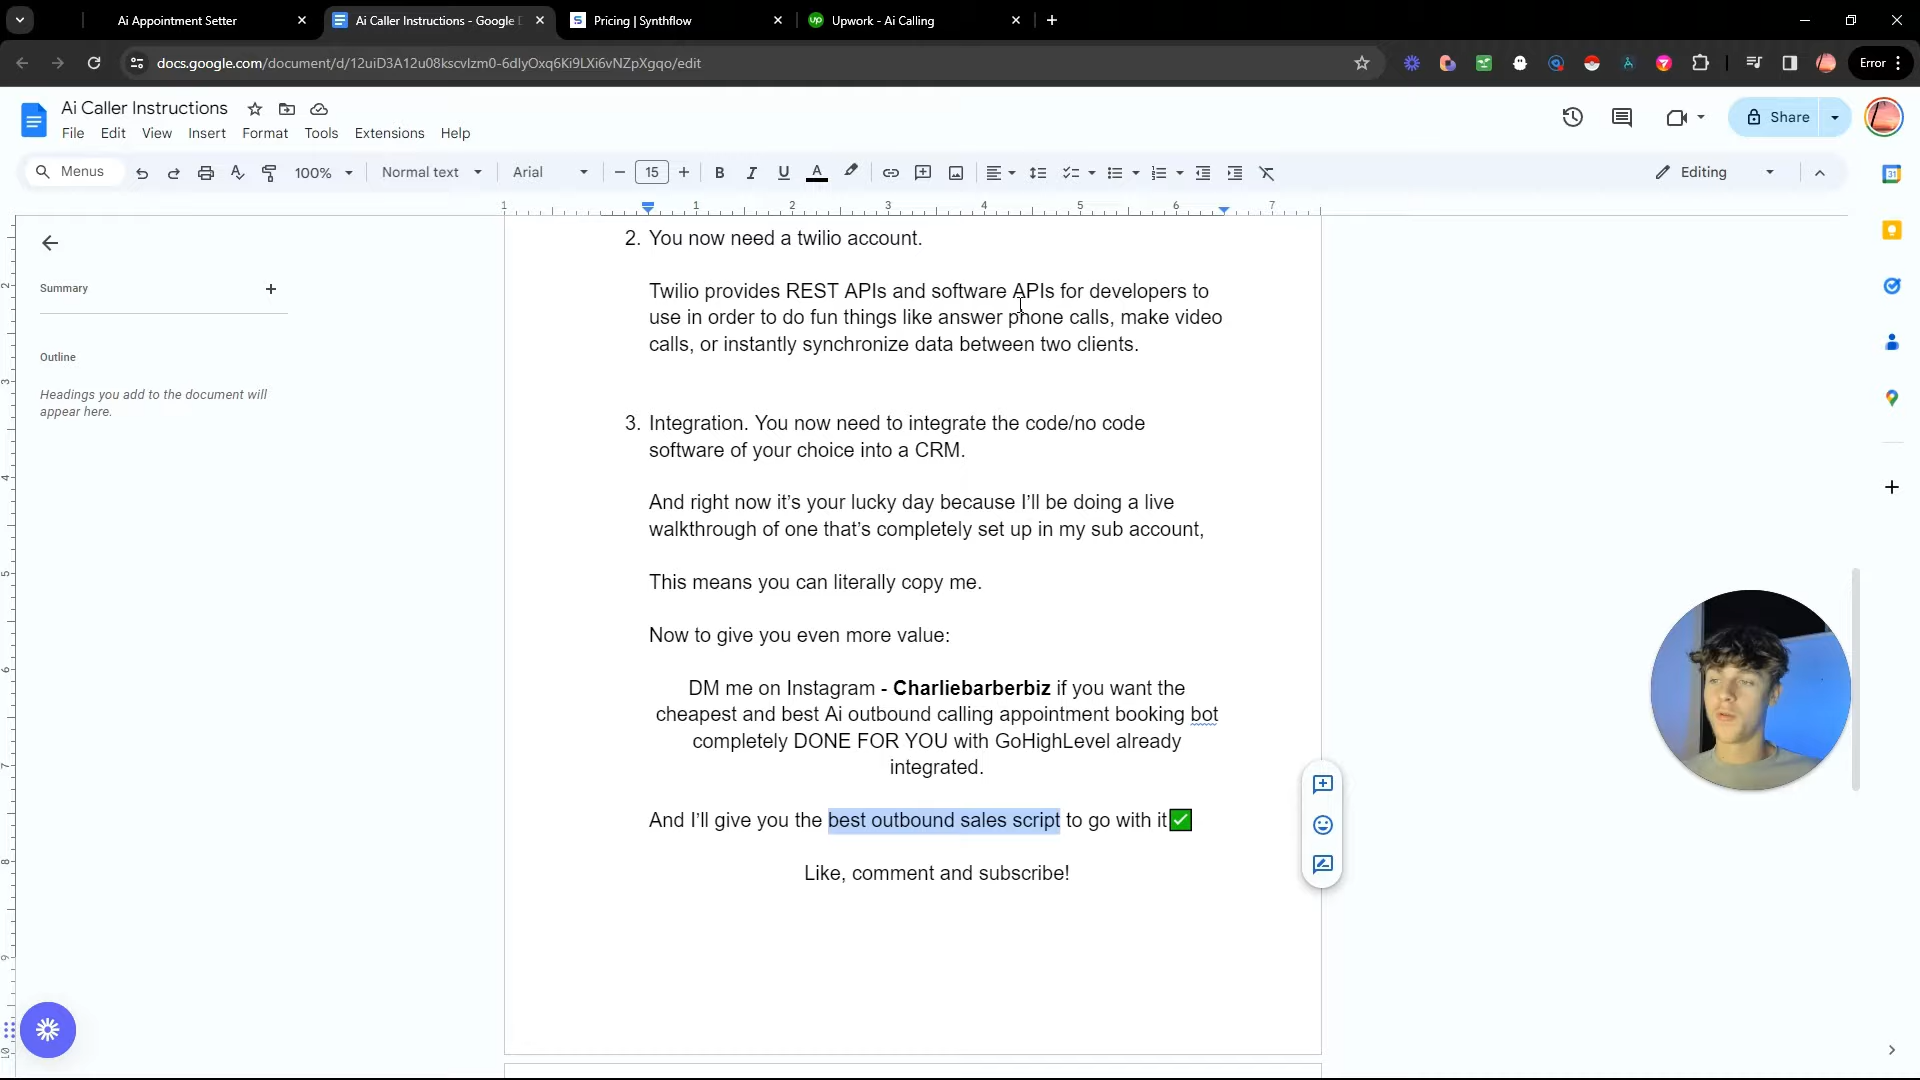 Ai Appointment Setter
Ai Caller Instructions - Google D
Pricing | Synthflow
Upwork - Ai Calling
docs.google.com/document/d/12uiD3A12u08kscvlzm0-6dlyOxq6Ki9LXi6vNZpXgqo/edit
Error
Ai Caller Instructions
File Edit View Insert Format Tools Extensions Help
Share
Menus
100%
Normal text
Arial
15
Editing
1 1 2 3 4 5 6 7
Summary
Outline
Headings you add to the document will
appear here.
2. You now need a twilio account.
Twilio provides REST APIs and software APIs for developers to
use in order to do fun things like answer phone calls, make video
calls, or instantly synchronize data between two clients.
3. Integration. You now need to integrate the code/no code
software of your choice into a CRM.
And right now it’s your lucky day because I’ll be doing a live
walkthrough of one that’s completely set up in my sub account,
This means you can literally copy me.
Now to give you even more value:
DM me on Instagram - Charliebarberbiz if you want the
cheapest and best Ai outbound calling appointment booking bot
completely DONE FOR YOU with GoHighLevel already
integrated.
And I’ll give you the best outbound sales script to go with it✅
Like, comment and subscribe!